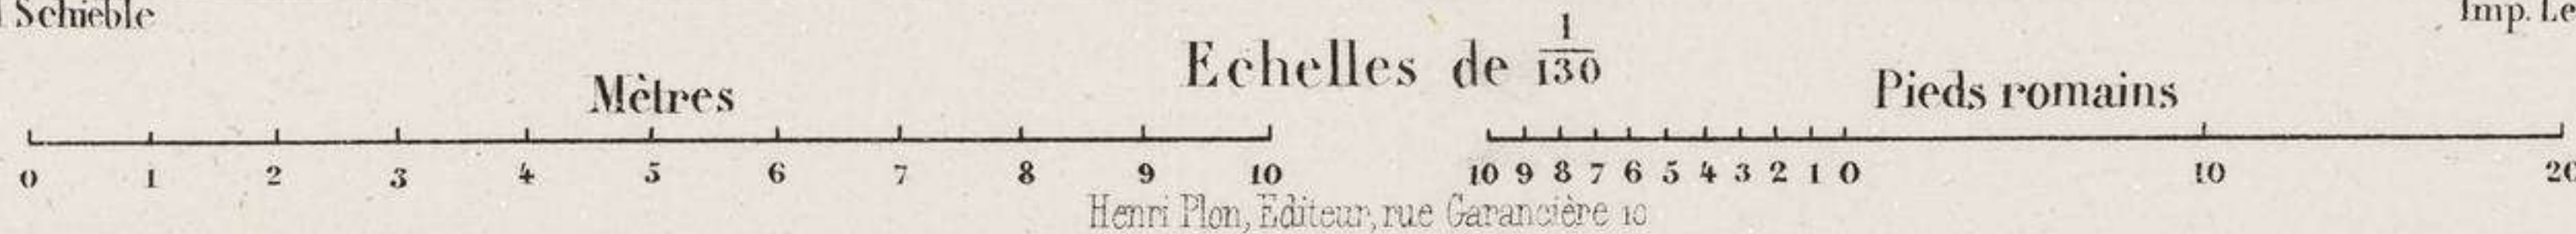 Schieble
Imp. Le
Echelles de 1/130
Mètres
Pieds romains
0 1 2 3 4 5 6 7 8 9 10
10 9 8 7 6 5 4 3 2 1 0 10 20
Henri Plon, Editeur, rue Garancière 10